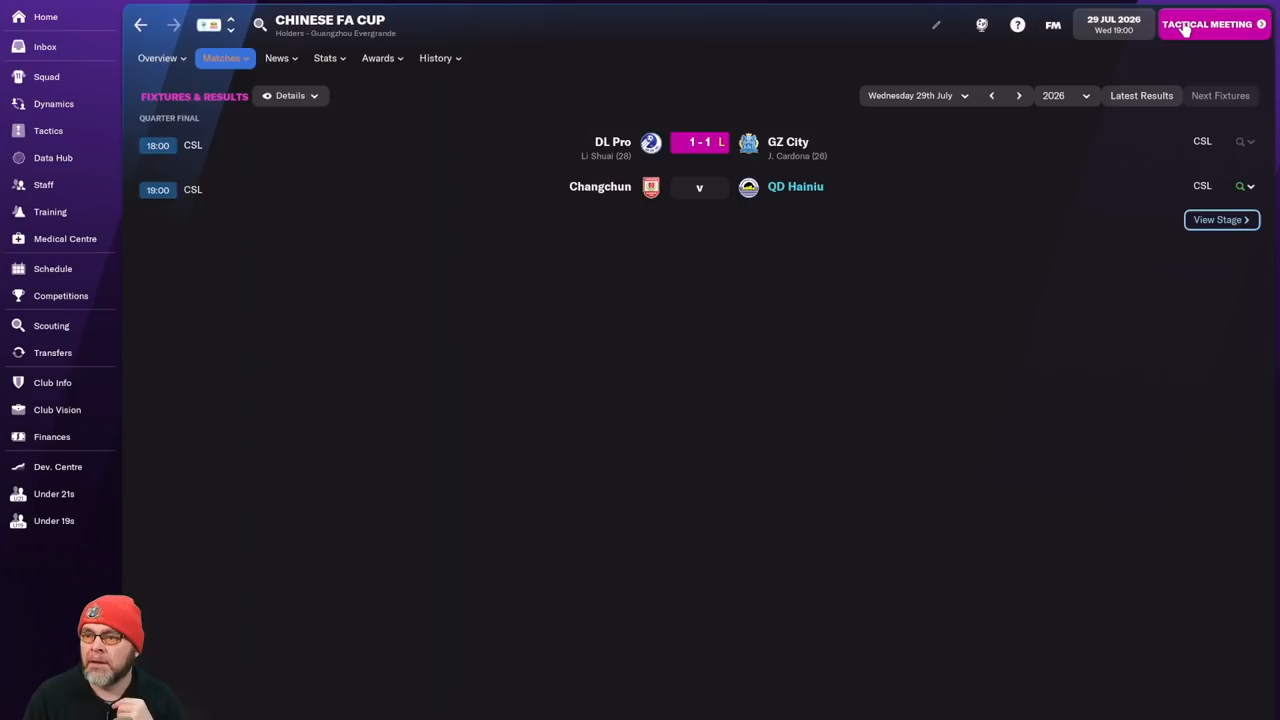 Home
Inbox
Squad
Dynamics
Tactics
Data Hub
Staff
Training
Medical Centre
Schedule
Competitions
Scouting
Transfers
Club Info
Club Vision
Finances
Dev. Centre
Under 21s
Under 19s
CHINESE FA CUP
Holders - Guangzhou Evergrande
FM
29 JUL 2026
Wed 19:00
TACTICAL MEETING
Overview
Matches
News
Stats
Awards
History
FIXTURES & RESULTS
Details
Wednesday 29th July
2026
Latest Results
Next Fixtures
QUARTER FINAL
18:00 CSL DL Pro 1 - 1 L GZ City CSL
Li Shuai (28) J. Cardona (26)
19:00 CSL Changchun v QD Hainiu CSL
View Stage